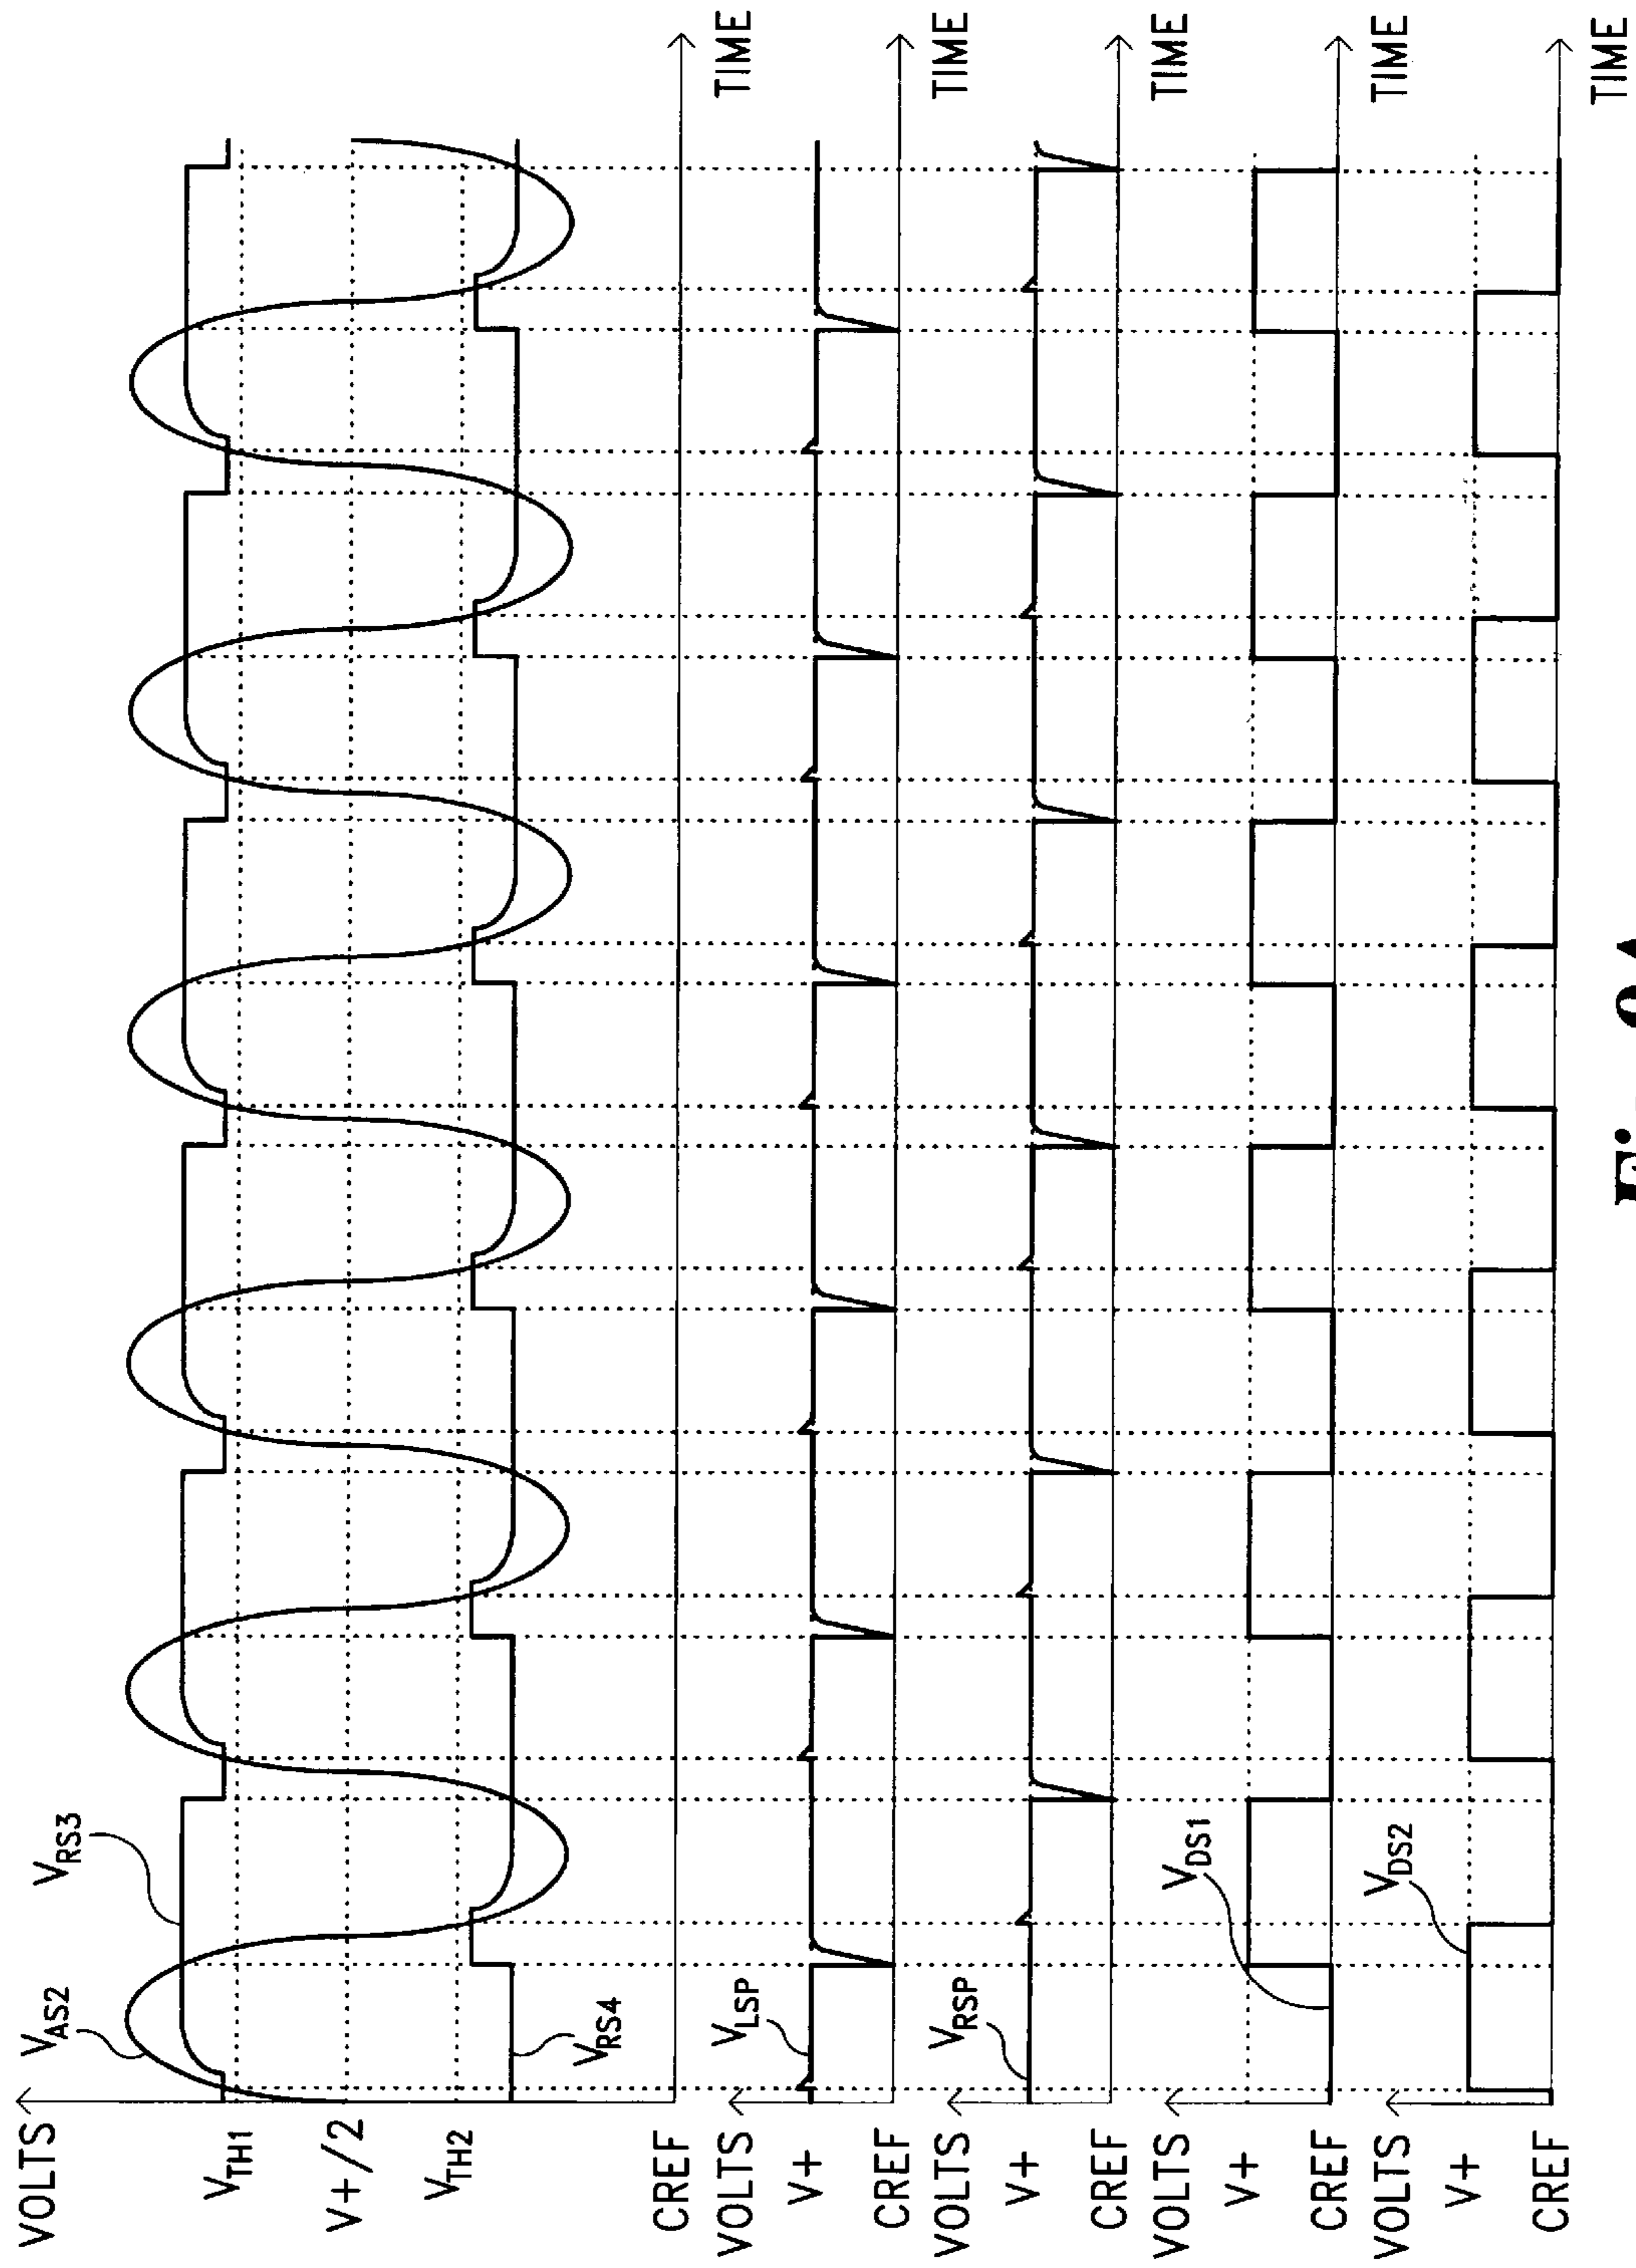 VOLTS
V_AS2
V_RS3
V_TH1
V+/2
V_TH2
V_RS4
CREF
TIME
VOLTS
V+
V_LSP
CREF
TIME
VOLTS
V+
V_RSP
CREF
TIME
VOLTS
V+
V_DS1
CREF
TIME
VOLTS
V+
V_DS2
CREF
TIME